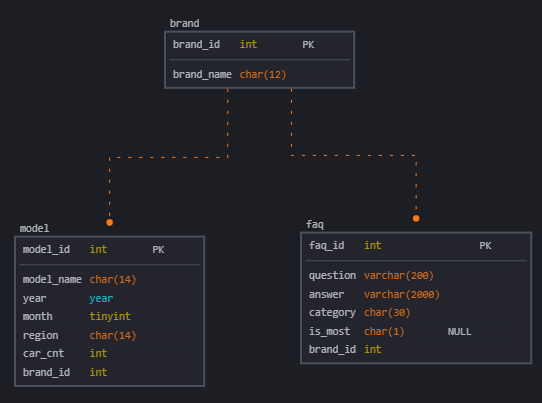 brand
brand_id int PK
brand_name char(12)
model
model_id int PK
model_name char(14)
year year
month tinyint
region char(14)
car_cnt int
brand_id int
faq
faq_id int PK
question varchar(200)
answer varchar(2000)
category char(30)
is_most char(1) NULL
brand_id int